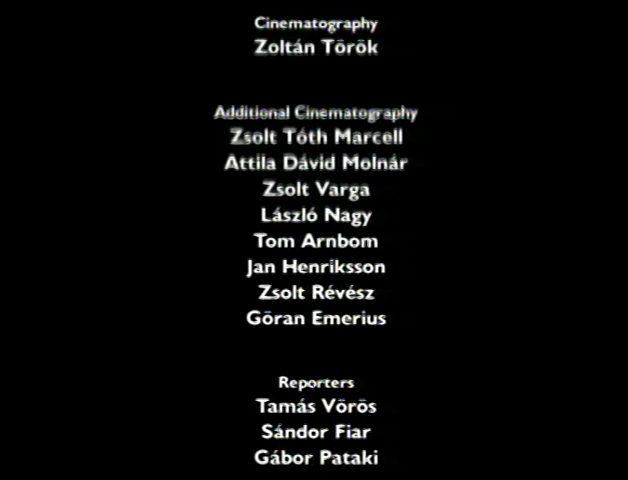 Cinematography
Zoltán Török
Additional Cinematography
Zsolt Tóth Marcell
Attila Dávid Molnár
Zsolt Varga
László Nagy
Tom Arnbom
Jan Henriksson
Zsolt Révész
Göran Emerius
Reporters
Tamás Vörös
Sándor Fiar
Gábor Pataki